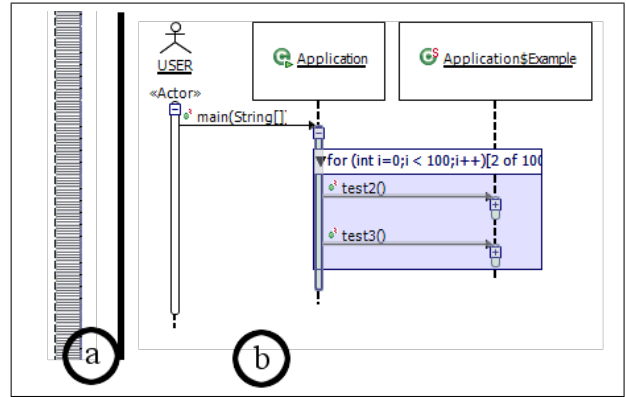 USER
Application
Application$Example
«Actor»
main(String[])
for (int i=0;i < 100;i++)[2 of 100
test2()
test3()
a
b